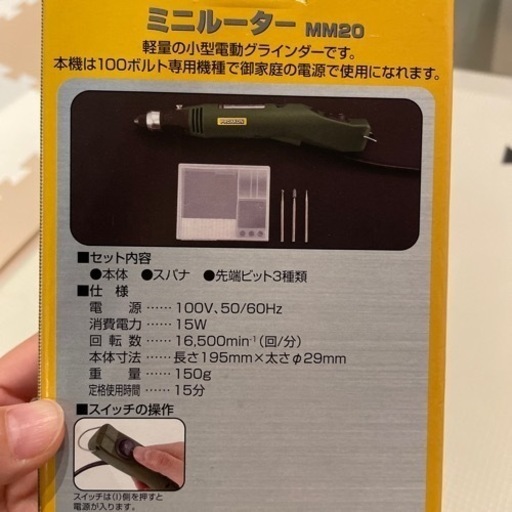 ミニルーター MM20
軽量の小型電動グラインダーです。
本機は100ボルト専用機種で御家庭の電源で使用になれます。
PROXXON
■セット内容
●本体 ●スパナ ●先端ビット3種類
■仕 様
電 源 …… 100V、50/60Hz
消費電力 …… 15W
回 転 数 …… 16,500min⁻¹(回/分)
本体寸法 …… 長さ195mm×太さφ29mm
重 量 …… 150g
定格使用時間 …… 15分
■スイッチの操作
スイッチは(I)側を押すと
電源が入ります。